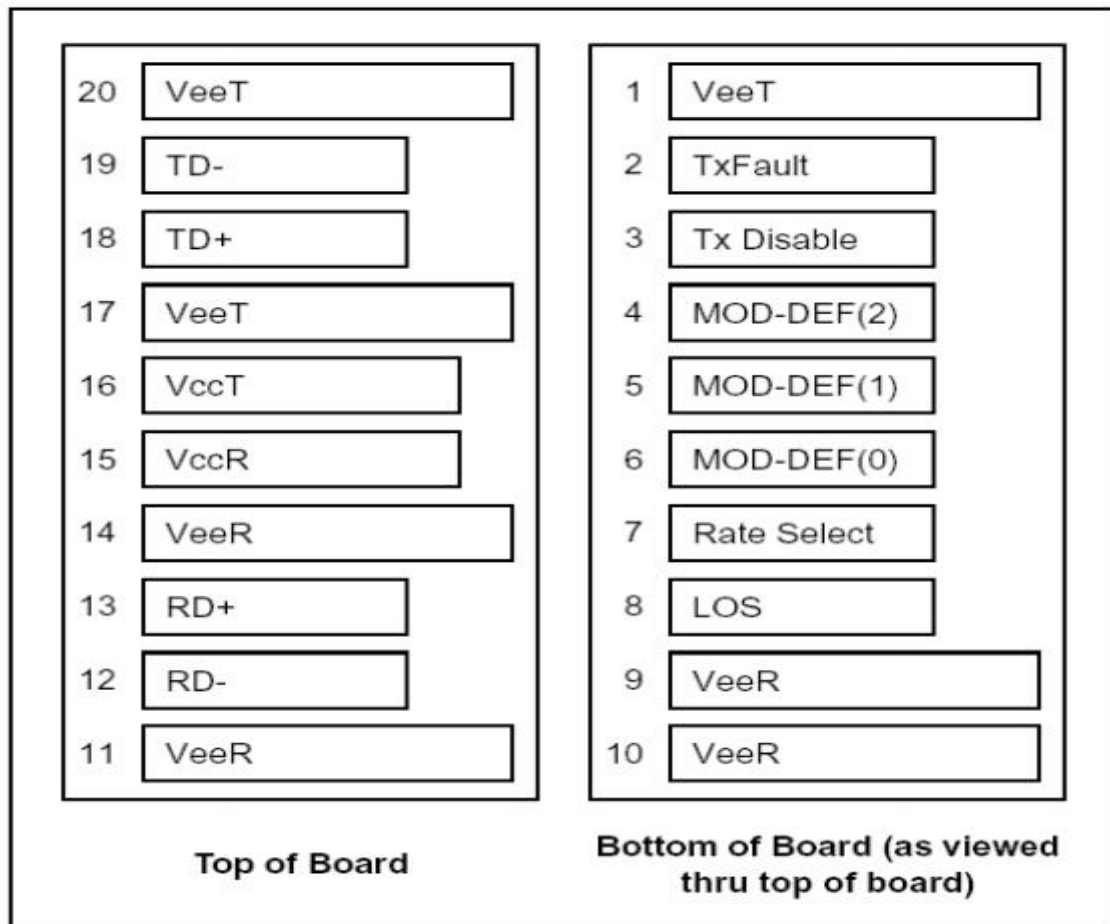 20 VeeT
19 TD-
18 TD+
17 VeeT
16 VccT
15 VccR
14 VeeR
13 RD+
12 RD-
11 VeeR
Top of Board
1 VeeT
2 TxFault
3 Tx Disable
4 MOD-DEF(2)
5 MOD-DEF(1)
6 MOD-DEF(0)
7 Rate Select
8 LOS
9 VeeR
10 VeeR
Bottom of Board (as viewed
thru top of board)